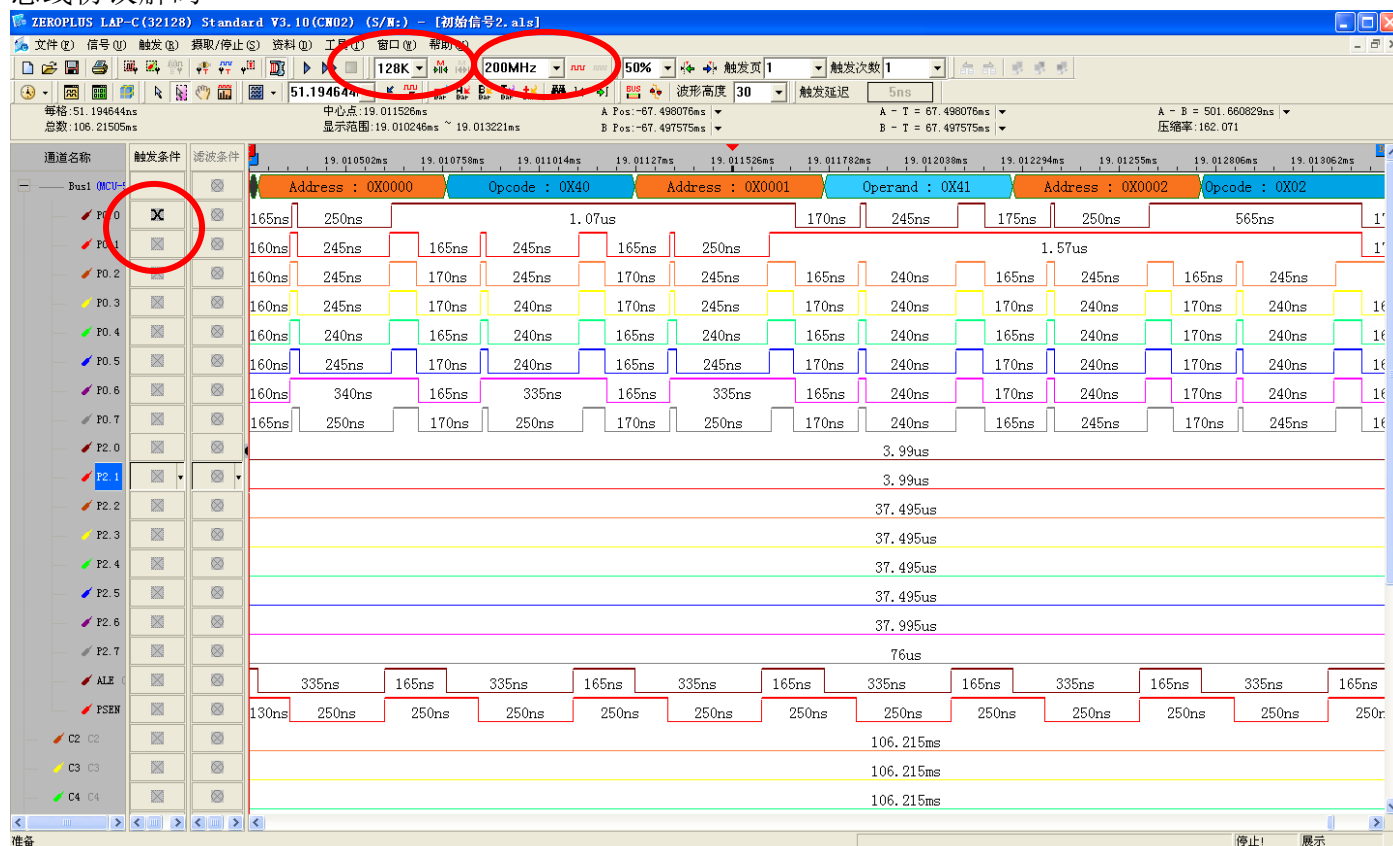 ZEROPLUS LAP-C(32128) Standard V3.10(CN02) (S/N:) - [初始信号2.als]
文件(F) 信号(U) 触发(R) 摄取/停止(S) 资料(D) 工具(T) 窗口(W)
128K 200MHz 50% 触发页 1 触发次数 1
波形高度 30 触发延迟 5ns
每格:51.194644ns 中心点:19.011526ms A Pos:-67.498076ms A - T = 67.498076ms A - B = 501.660829ns
总数:106.21505ms 显示范围:19.010246ms ~ 19.013221ms B Pos:-67.497575ms B - T = 67.497575ms 压缩率:162.071
通道名称 触发条件 滤波条件 19.010502ms 19.010758ms 19.011014ms 19.01127ms 19.011526ms 19.011782ms 19.012038ms 19.012294ms 19.01255ms 19.012806ms 19.013062ms
Bus1 Address : 0X0000 Opcode : 0X40 Address : 0X0001 Operand : 0X41 Address : 0X0002 Opcode : 0X02
165ns 250ns 1.07us 170ns 245ns 175ns 250ns 565ns
160ns 245ns 165ns 245ns 165ns 250ns 1.57us
P0.2 160ns 245ns 170ns 245ns 170ns 245ns 165ns 240ns 165ns 245ns 165ns 245ns
P0.3 160ns 245ns 170ns 240ns 170ns 245ns 170ns 240ns 170ns 240ns 170ns 240ns
P0.4 160ns 240ns 165ns 240ns 165ns 240ns 170ns 240ns 165ns 240ns 170ns 240ns
P0.5 160ns 245ns 170ns 240ns 165ns 245ns 170ns 240ns 170ns 240ns 170ns 240ns
P0.6 160ns 340ns 165ns 335ns 165ns 335ns 165ns 240ns 170ns 240ns 170ns 240ns
P0.7 165ns 250ns 170ns 250ns 170ns 250ns 170ns 240ns 165ns 245ns 170ns 245ns
P2.0 3.99us
P2.1 3.99us
P2.2 37.495us
P2.3 37.495us
P2.4 37.495us
P2.5 37.495us
P2.6 37.995us
P2.7 76us
ALE 335ns 165ns 335ns 165ns 335ns 165ns 335ns 165ns 335ns 165ns 335ns 165ns
PSEN 130ns 250ns 250ns 250ns 250ns 250ns 250ns 250ns 250ns 250ns 250ns 250ns
C2 C2 106.215ms
C3 C3 106.215ms
C4 C4 106.215ms
准备 停止! 展示